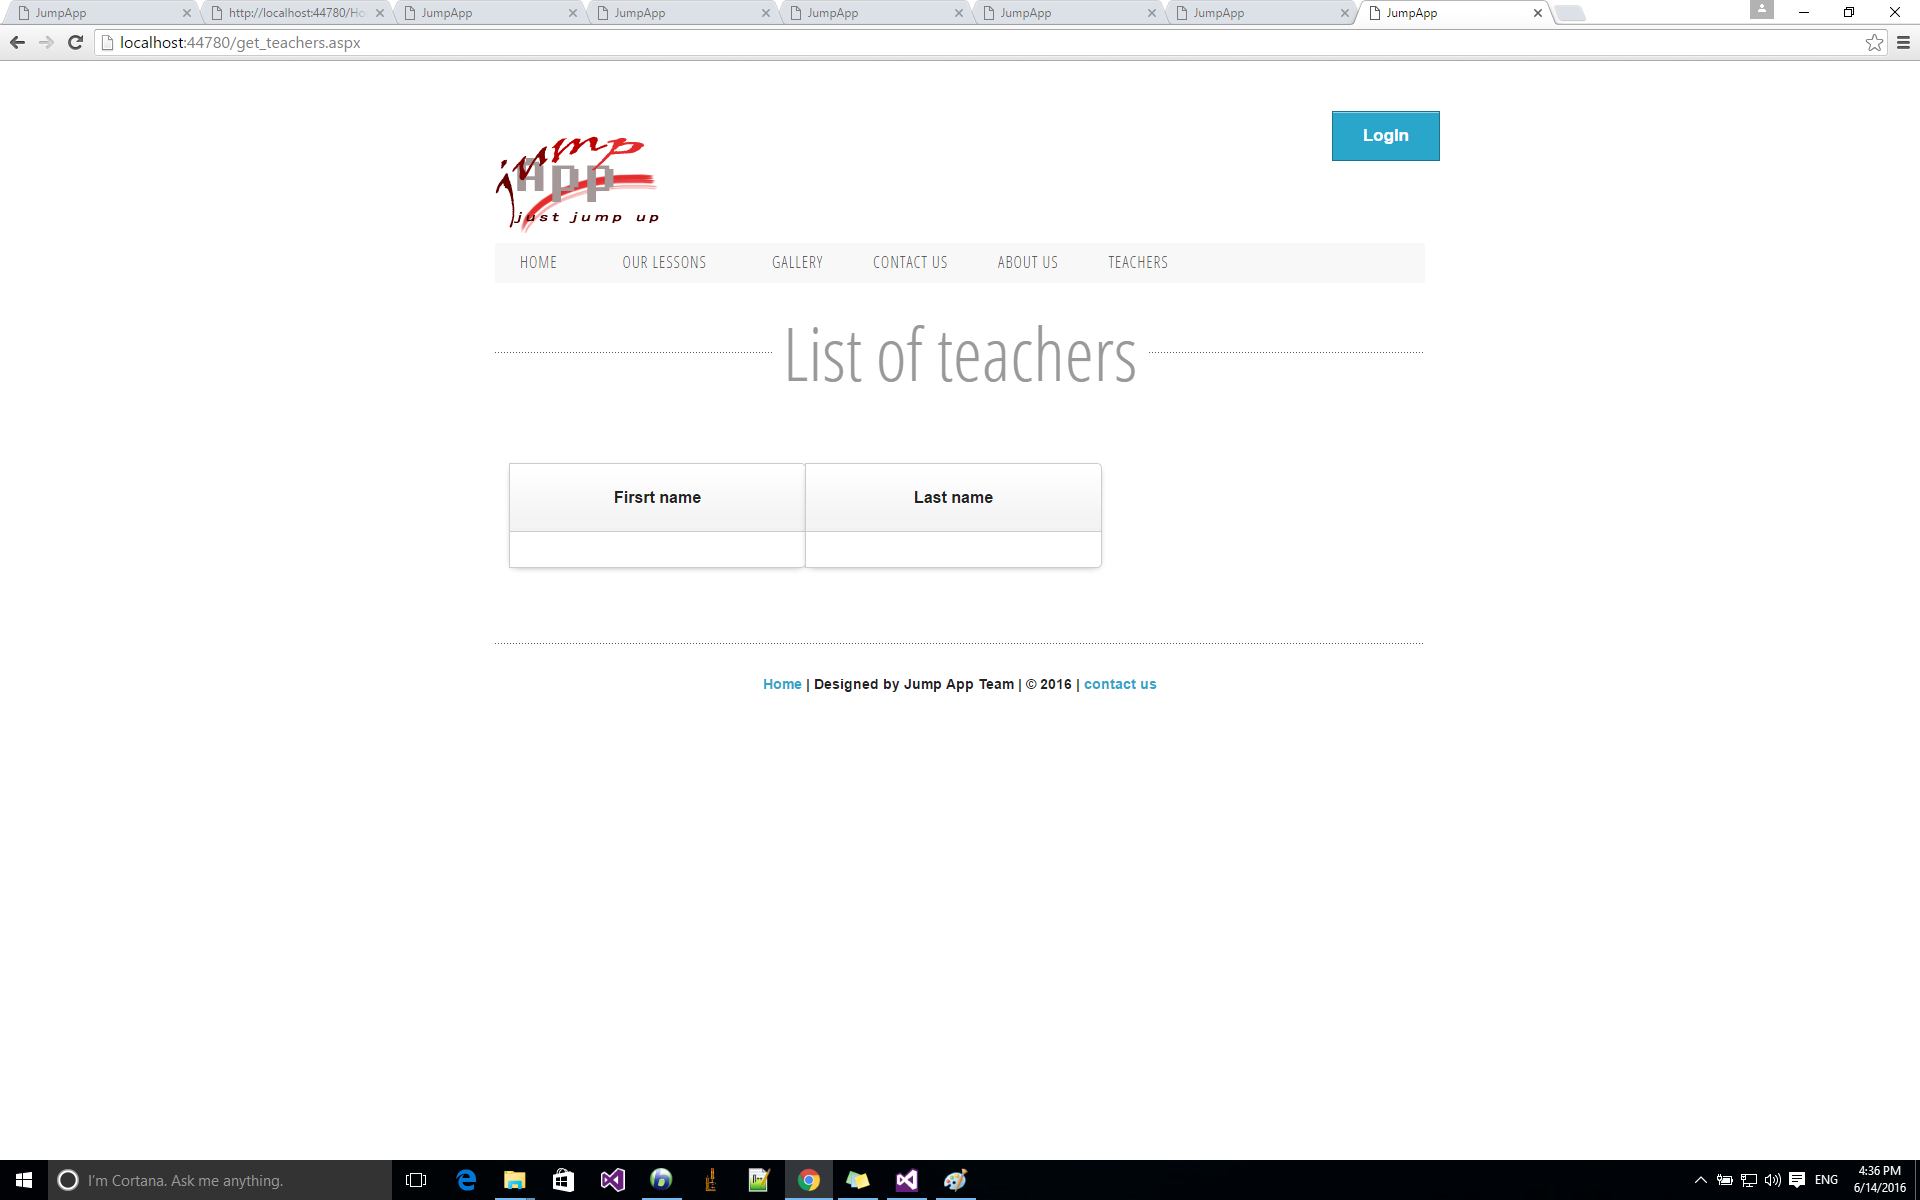 JumpApp
http://localhost:44780/Ho
JumpApp
JumpApp
JumpApp
JumpApp
JumpApp
JumpApp
localhost:44780/get_teachers.aspx
LogIn
jump
App
just jump up
HOME OUR LESSONS GALLERY CONTACT US ABOUT US TEACHERS
List of teachers
Firsrt name Last name
Home | Designed by Jump App Team | © 2016 | contact us
I'm Cortana. Ask me anything.
ENG
4:36 PM
6/14/2016